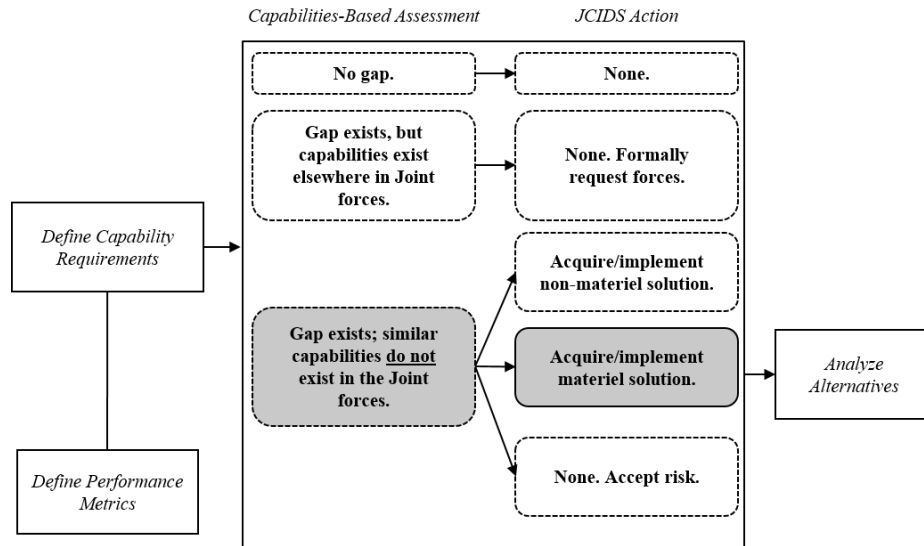 Capabilities-Based Assessment
JCIDS Action
No gap.
None.
Gap exists, but
capabilities exist
elsewhere in Joint
forces.
None. Formally
request forces.
Define Capability
Requirements
Acquire/implement
non-materiel solution.
Gap exists; similar
capabilities do not
exist in the Joint
forces.
Acquire/implement
materiel solution.
Analyze
Alternatives
None. Accept risk.
Define Performance
Metrics